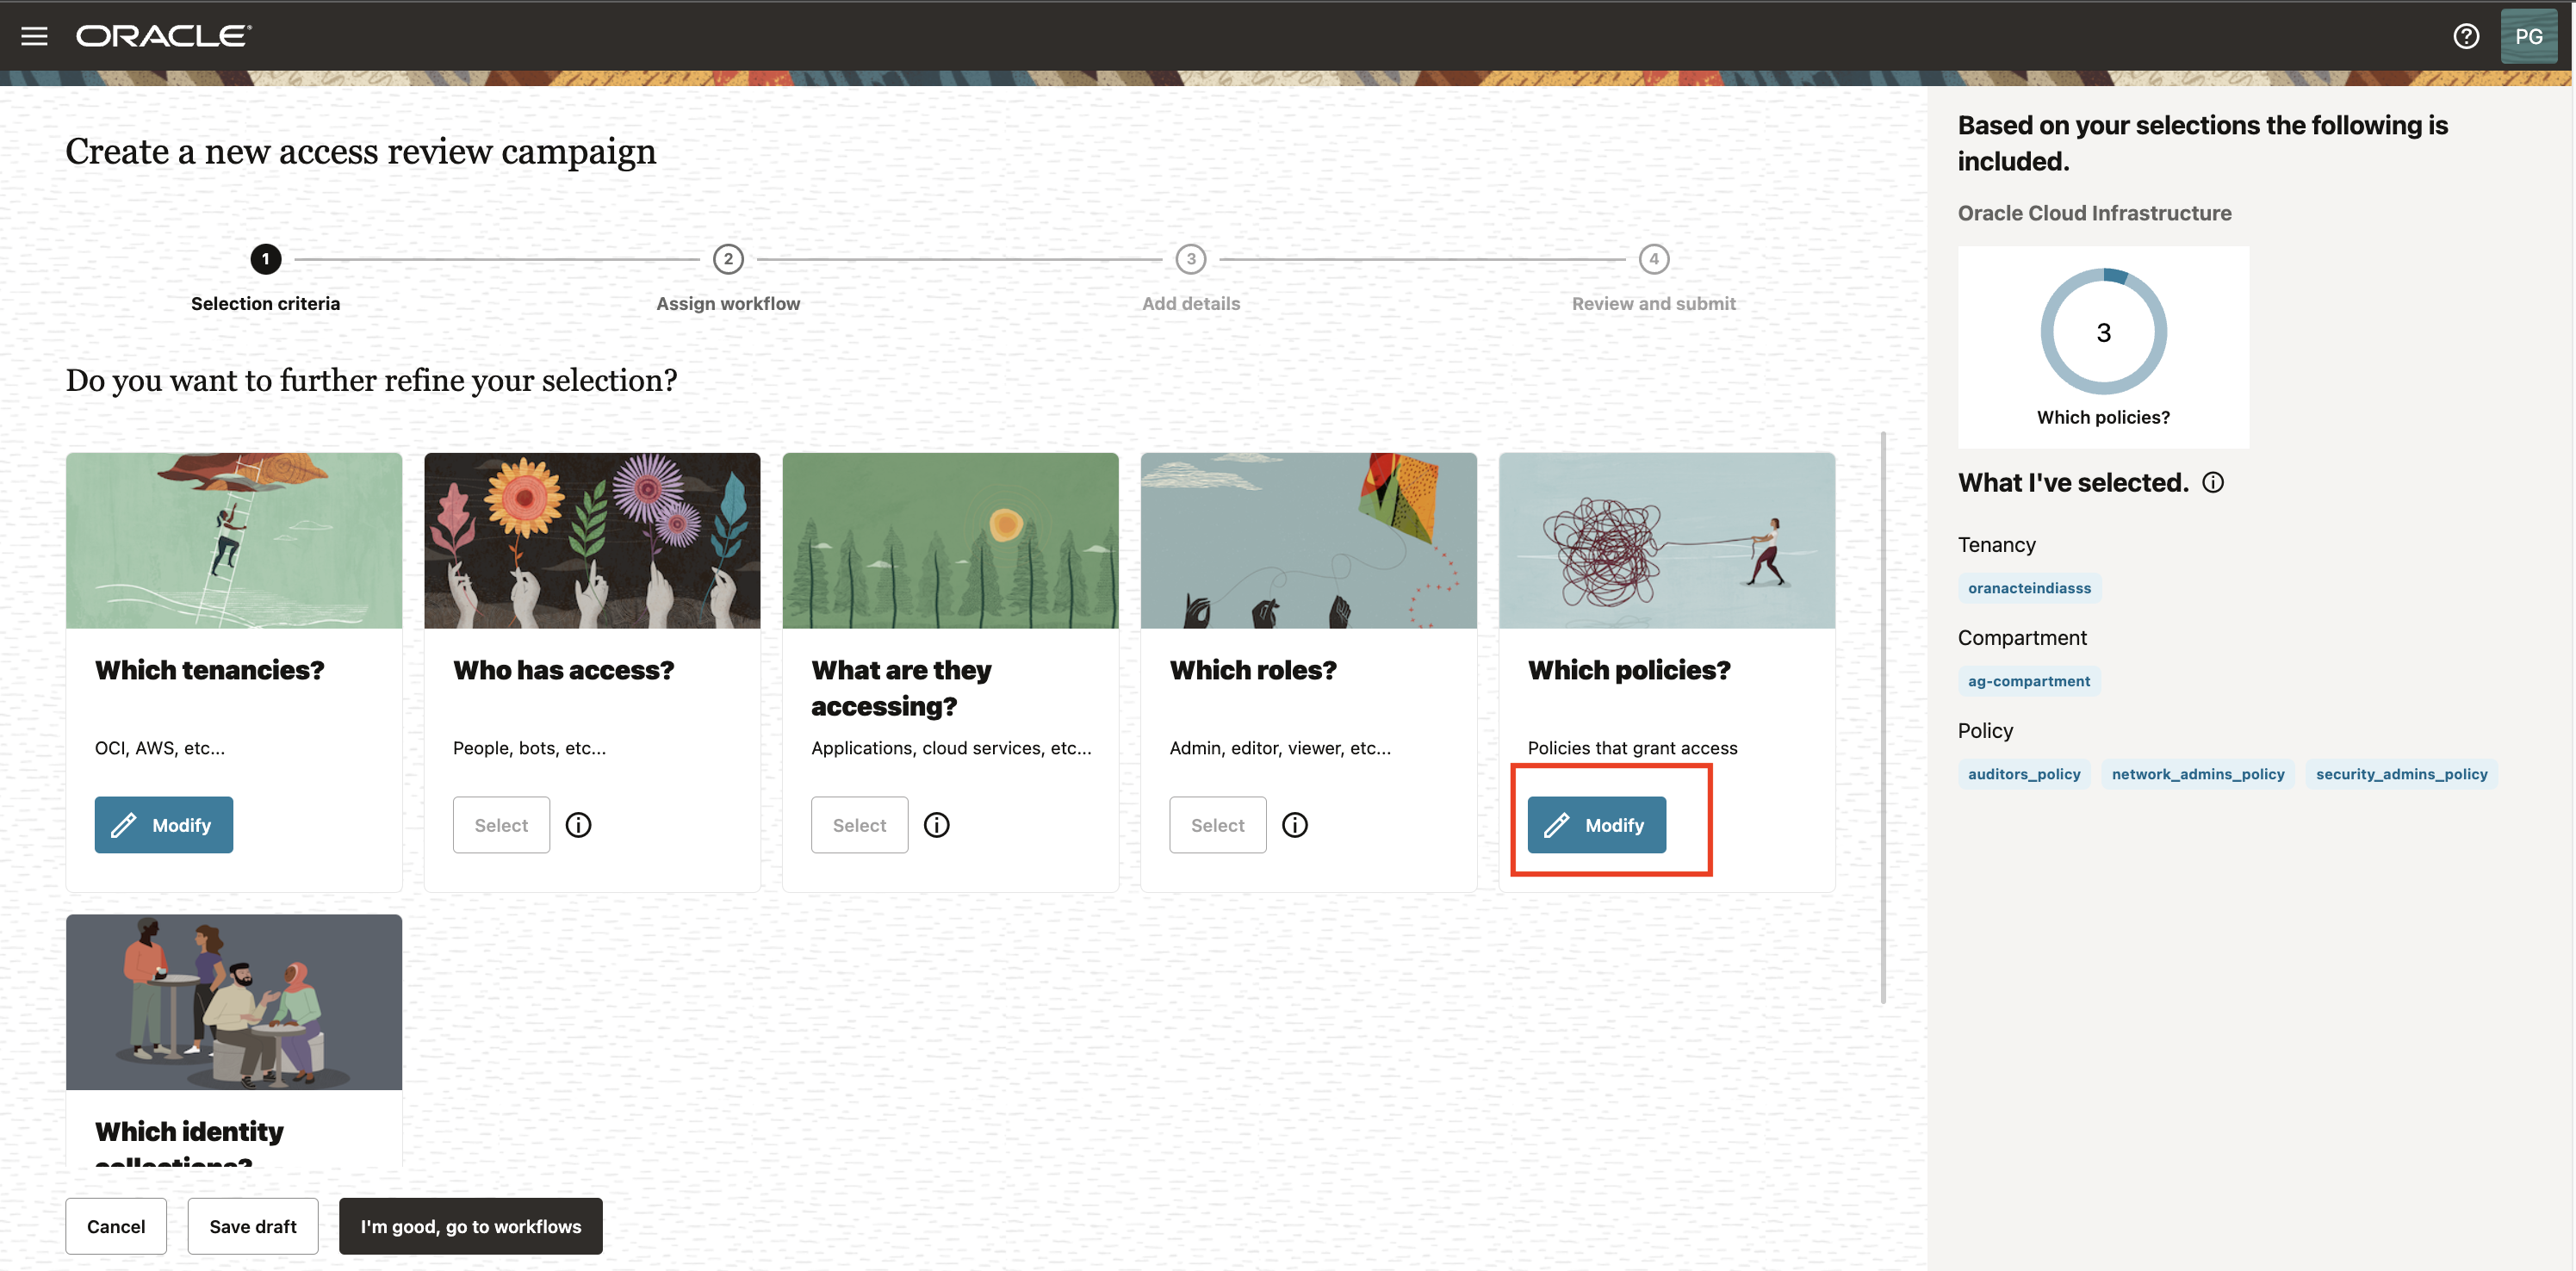 ORACLE
PG
Create a new access review campaign
1
2
3
4
Selection criteria
Assign workflow
Add details
Review and submit
Do you want to further refine your selection?
Which tenancies?
OCI, AWS, etc...
Modify
Who has access?
People, bots, etc...
Select
What are they
accessing?
Applications, cloud services, etc...
Select
Which roles?
Admin, editor, viewer, etc...
Select
Which policies?
Policies that grant access
Modify
Which identity
collections?
Cancel
Save draft
I'm good, go to workflows
Based on your selections the following is
included.
Oracle Cloud Infrastructure
3
Which policies?
What I've selected.
Tenancy
oranacteindiasss
Compartment
ag-compartment
Policy
auditors_policy network_admins_policy security_admins_policy